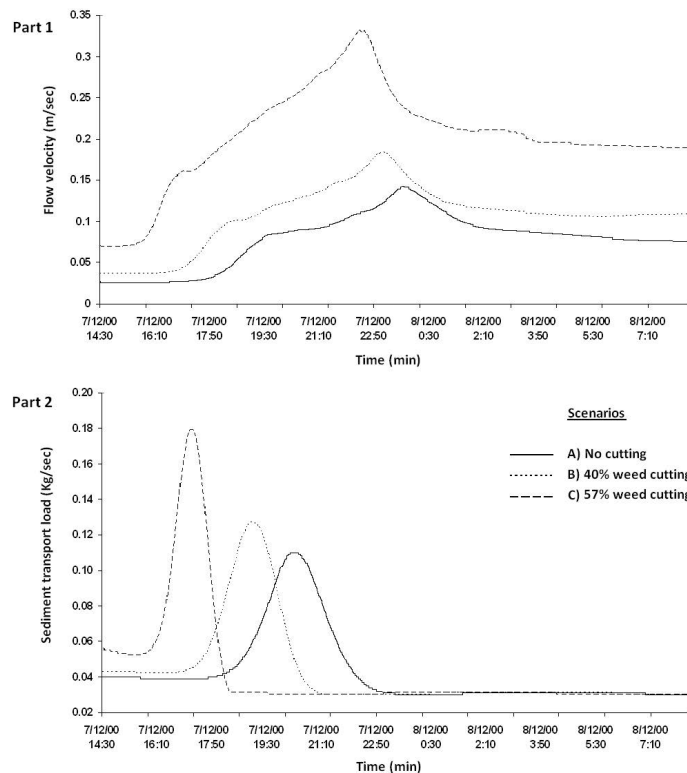 Part 1
0.35
0.3
0.25
0.2
0.15
0.1
0.05
0
Flow velocity (m/sec)
7/12/00 7/12/00 7/12/00 7/12/00 7/12/00 7/12/00 8/12/00 8/12/00 8/12/00 8/12/00 8/12/00
14:30 16:10 17:50 19:30 21:10 22:50 0:30 2:10 3:50 5:30 7:10
Time (min)
Part 2
0.20
0.18
0.16
0.14
0.12
0.10
0.08
0.06
0.04
0.02
Sediment transport load (Kg/sec)
Scenarios
A) No cutting
B) 40% weed cutting
C) 57% weed cutting
7/12/00 7/12/00 7/12/00 7/12/00 7/12/00 7/12/00 8/12/00 8/12/00 8/12/00 8/12/00 8/12/00
14:30 16:10 17:50 19:30 21:10 22:50 0:30 2:10 3:50 5:30 7:10
Time (min)